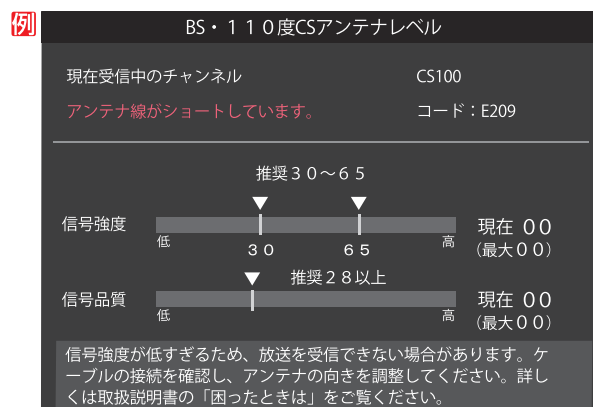 例
BS・１１０度CSアンテナレベル
現在受信中のチャンネル CS100
アンテナ線がショートしています。 コード：E209
推奨３０～６５
信号強度 現在 ００
低 ３０ ６５ 高 (最大００)
推奨２８以上
信号品質 現在 ００
低 高 (最大００)
信号強度が低すぎるため、放送を受信できない場合があります。ケ
ーブルの接続を確認し、アンテナの向きを調整してください。詳し
くは取扱説明書の「困ったときは」をご覧ください。